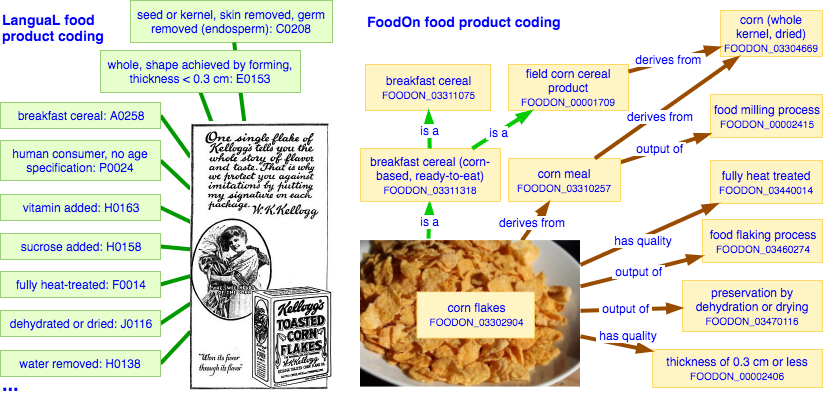 LanguaL food
product coding
seed or kernel, skin removed, germ
removed (endosperm): C0208
whole, shape achieved by forming,
thickness < 0.3 cm: E0153
breakfast cereal: A0258
human consumer, no age
specification: P0024
vitamin added: H0163
sucrose added: H0158
fully heat-treated: F0014
dehydrated or dried: J0116
water removed: H0138
...
One single flake of
Kellogg's tells you the
whole story of flavor
and taste. That is why
we protect you against
imitations by putting
my signature on each
package.
W.K.Kellogg
Kellogg's
TOASTED
CORN
FLAKES
"Won its favor
through its flavor"
FoodOn food product coding
breakfast cereal
FOODON_03311075
field corn cereal
product
FOODON_00001709
derives from
corn (whole
kernel, dried)
FOODON_03304669
is a
is a
derives from
food milling process
FOODON_00002415
breakfast cereal (corn-
based, ready-to-eat)
FOODON_03311318
corn meal
FOODON_03310257
output of
fully heat treated
FOODON_03440014
is a
derives from
has quality
food flaking process
FOODON_03460274
output of
corn flakes
FOODON_03302904
output of
preservation by
dehydration or drying
FOODON_03470116
has quality
thickness of 0.3 cm or less
FOODON_00002406